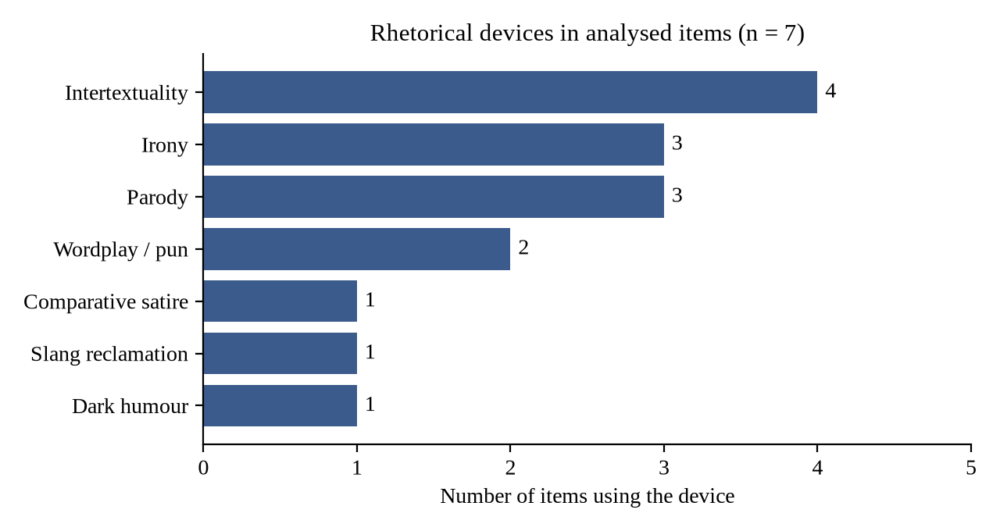 Rhetorical devices in analysed items (n = 7)
Intertextuality 4
Irony 3
Parody 3
Wordplay / pun 2
Comparative satire 1
Slang reclamation 1
Dark humour 1
0 1 2 3 4 5
Number of items using the device